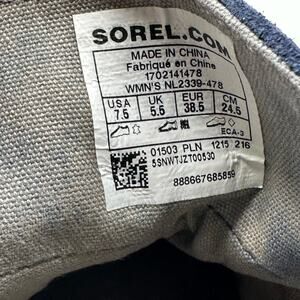 SOREL.COM
MADE IN CHINA
Fabriqué en Chine
1702141478
WMN'S NL2339-478
USA UK EUR CM
7.5 5.5 38.5 24.5
ECA-3
01503 PLN 1215 216
5SNWTJZT00530
888667685859